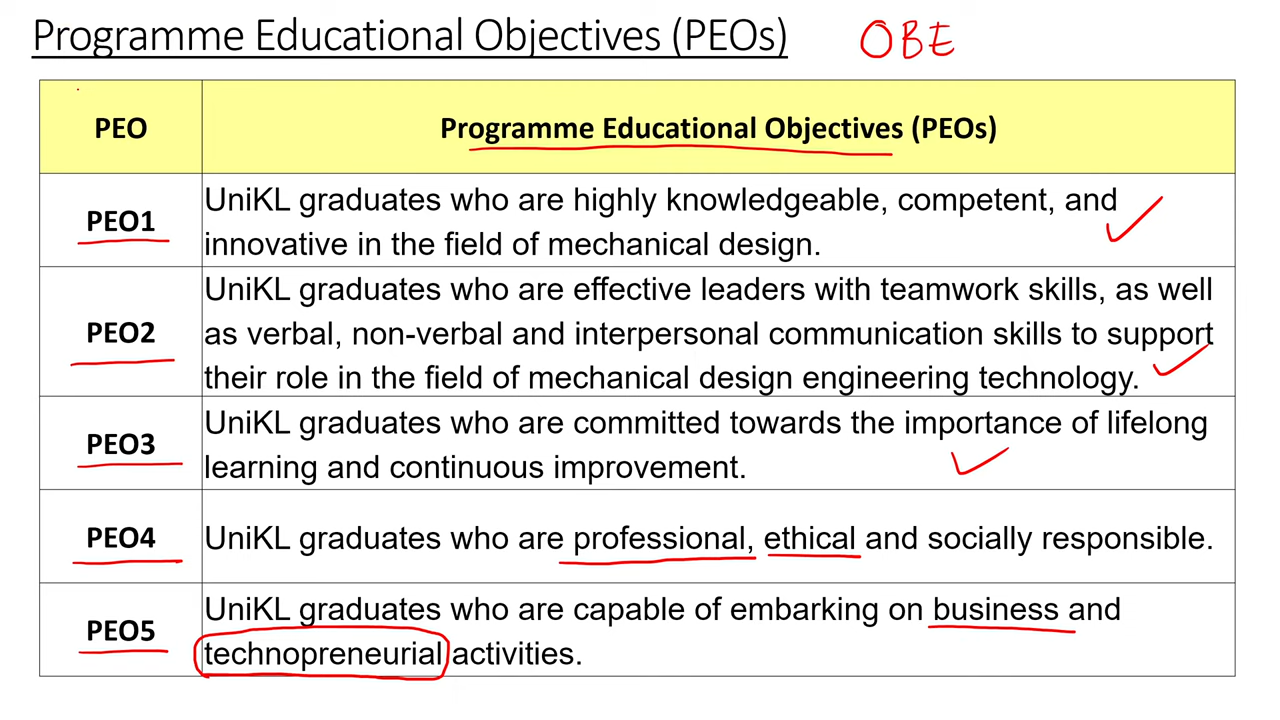 Programme Educational Objectives (PEOs) OBE
PEO Programme Educational Objectives (PEOs)
PEO1
UniKL graduates who are highly knowledgeable, competent, and
innovative in the field of mechanical design.
PEO2
UniKL graduates who are effective leaders with teamwork skills, as well
as verbal, non-verbal and interpersonal communication skills to support
their role in the field of mechanical design engineering technology.
PEO3
UniKL graduates who are committed towards the importance of lifelong
learning and continuous improvement.
PEO4
UniKL graduates who are professional, ethical and socially responsible.
PEO5
UniKL graduates who are capable of embarking on business and
technopreneurial activities.